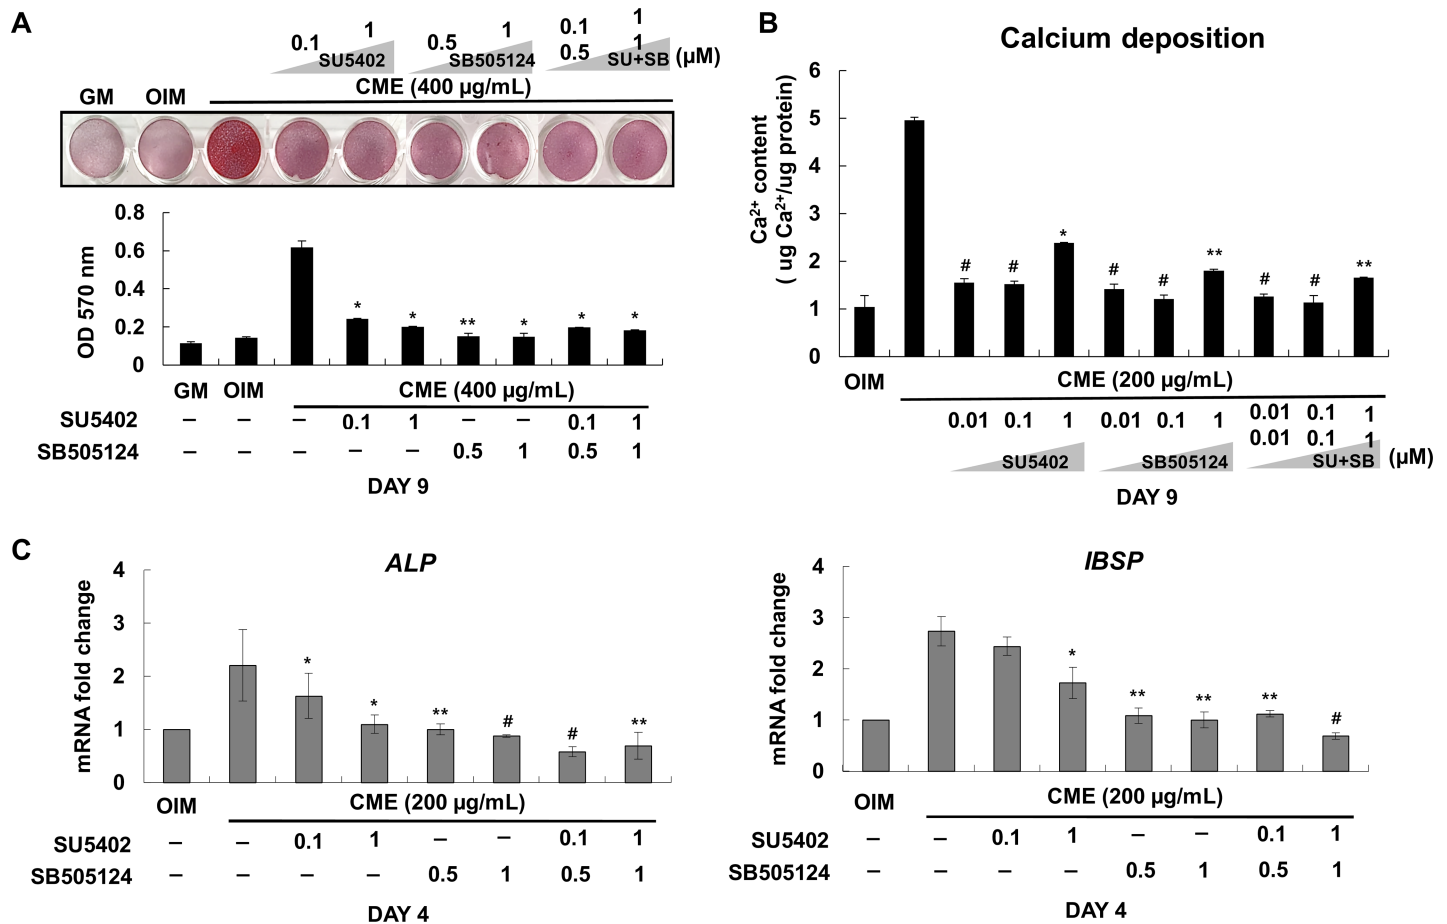 A
0.1 1
SU5402
0.5 1
SB505124
0.1 1
0.5 1
SU+SB (µM)
GM OIM CME (400 µg/mL)
0.8
0.6
0.4
0.2
0
OD 570 nm
* * ** * * *
GM OIM CME (400 µg/mL)
SU5402 – – – 0.1 1 – – 0.1 1
SB505124 – – – – – 0.5 1 0.5 1
DAY 9
B
Calcium deposition
6
5
4
3
2
1
0
Ca²⁺ content
( ug Ca²⁺/ug protein)
# # * # # ** # # **
OIM CME (200 µg/mL)
0.01 0.1 1 0.01 0.1 1 0.01 0.1 1
0.01 0.1 1
SU5402 SB505124 SU+SB (µM)
DAY 9
C
ALP
4
3
2
1
0
mRNA fold change
* * ** # # **
OIM CME (200 µg/mL)
SU5402 – – 0.1 1 – – 0.1 1
SB505124 – – – – 0.5 1 0.5 1
DAY 4
IBSP
4
3
2
1
0
mRNA fold change
* ** ** ** #
OIM CME (200 µg/mL)
SU5402 – – 0.1 1 – – 0.1 1
SB505124 – – – – 0.5 1 0.5 1
DAY 4